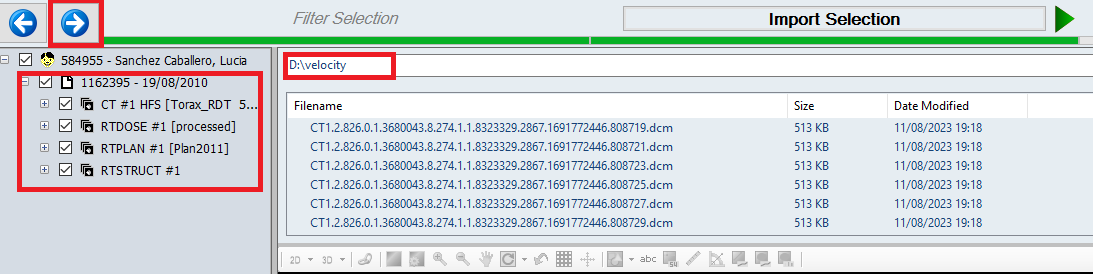 Filter Selection
Import Selection
584955 - Sanchez Caballero, Lucia
1162395 - 19/08/2010
CT #1 HFS [Torax_RDT 5...
RTDOSE #1 [processed]
RTPLAN #1 [Plan2011]
RTSTRUCT #1
D:\velocity
Filename Size Date Modified
CT1.2.826.0.1.3680043.8.274.1.1.8323329.2867.1691772446.808719.dcm 513 KB 11/08/2023 19:18
CT1.2.826.0.1.3680043.8.274.1.1.8323329.2867.1691772446.808721.dcm 513 KB 11/08/2023 19:18
CT1.2.826.0.1.3680043.8.274.1.1.8323329.2867.1691772446.808723.dcm 513 KB 11/08/2023 19:18
CT1.2.826.0.1.3680043.8.274.1.1.8323329.2867.1691772446.808725.dcm 513 KB 11/08/2023 19:18
CT1.2.826.0.1.3680043.8.274.1.1.8323329.2867.1691772446.808727.dcm 513 KB 11/08/2023 19:18
CT1.2.826.0.1.3680043.8.274.1.1.8323329.2867.1691772446.808729.dcm 513 KB 11/08/2023 19:18
2D 3D abc